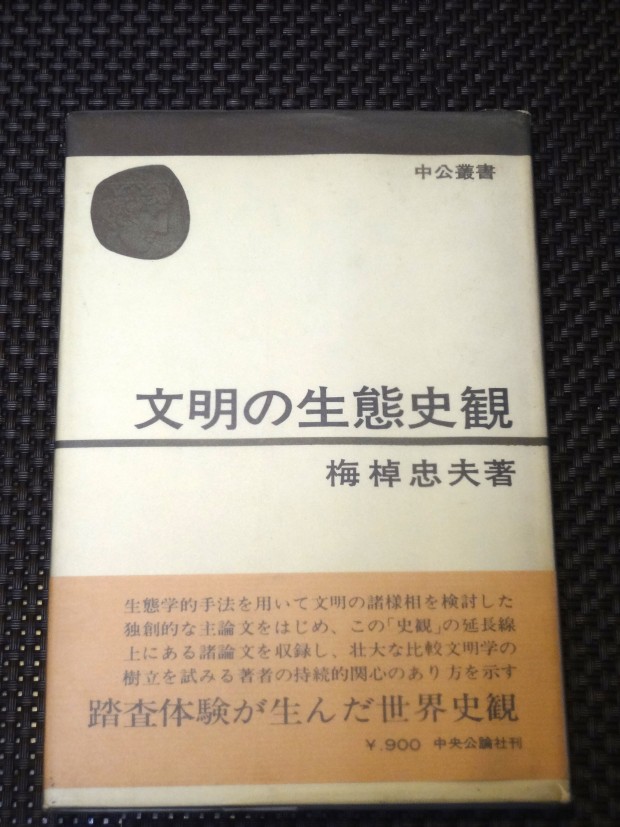 中公叢書
文明の生態史観
梅棹忠夫著
生態学的手法を用いて文明の諸様相を検討した
独創的な主論文をはじめ、この「史観」の延長線
上にある諸論文を収録し、壮大な比較文明学の
樹立を試みる著者の持続的関心のあり方を示す
踏査体験が生んだ世界史観
¥.900 中央公論社刊